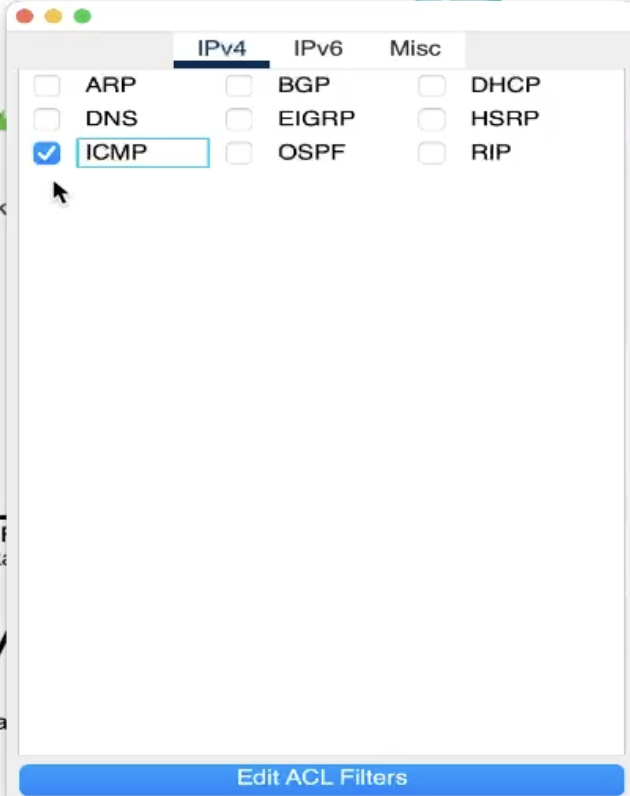 IPv4 IPv6 Misc
ARP BGP DHCP
DNS EIGRP HSRP
ICMP OSPF RIP
Edit ACL Filters